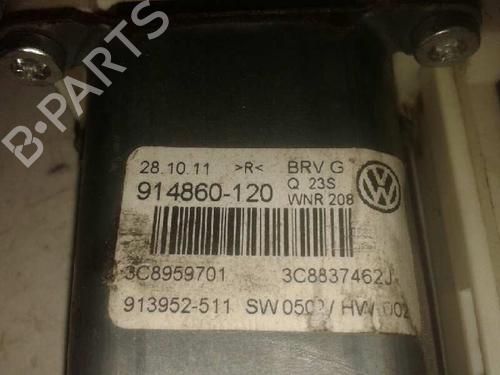 B-PARTS
28.10.11 >R< BRV G
914860-120 Q 23S
WNR 208
3C8959701 3C8837462J
913952-511 SW 0502/ HW 002